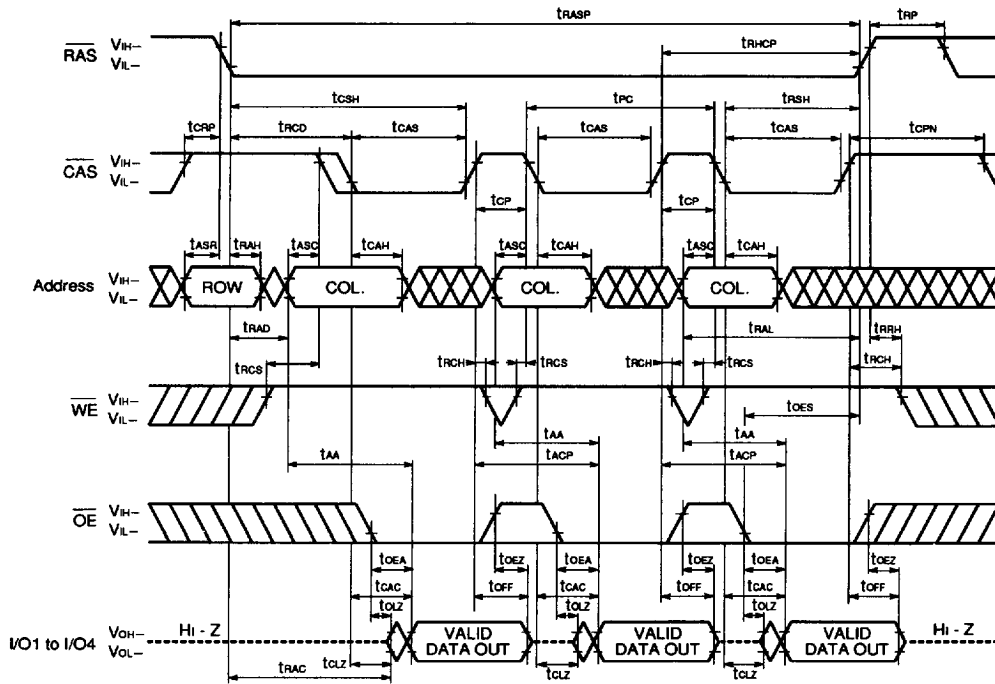 tRASP
tRP
RAS VIH–
VIL–
tRHCP
tCSH
tPC
tRSH
tCRP
tRCD
tCAS
tCAS
tCAS
tCPN
CAS VIH–
VIL–
tCP
tCP
tASR
tRAH
tASC
tCAH
tASC
tCAH
tASC
tCAH
Address VIH–
VIL–
ROW
COL.
COL.
COL.
tRAD
tRAL
tRRH
tRCS
tRCH
tRCS
tRCH
tRCS
tRCH
WE VIH–
VIL–
tOES
tAA
tAA
tAA
tACP
tACP
OE VIH–
VIL–
tOEA
tOEZ
tOEA
tOEZ
tOEA
tOEZ
tCAC
tOFF
tCAC
tOFF
tCAC
tOFF
tOLZ
tOLZ
tOLZ
I/O1 to I/O4 VOH–
VOL–
HI - Z
VALID
DATA OUT
VALID
DATA OUT
VALID
DATA OUT
HI - Z
tRAC
tCLZ
tCLZ
tCLZ